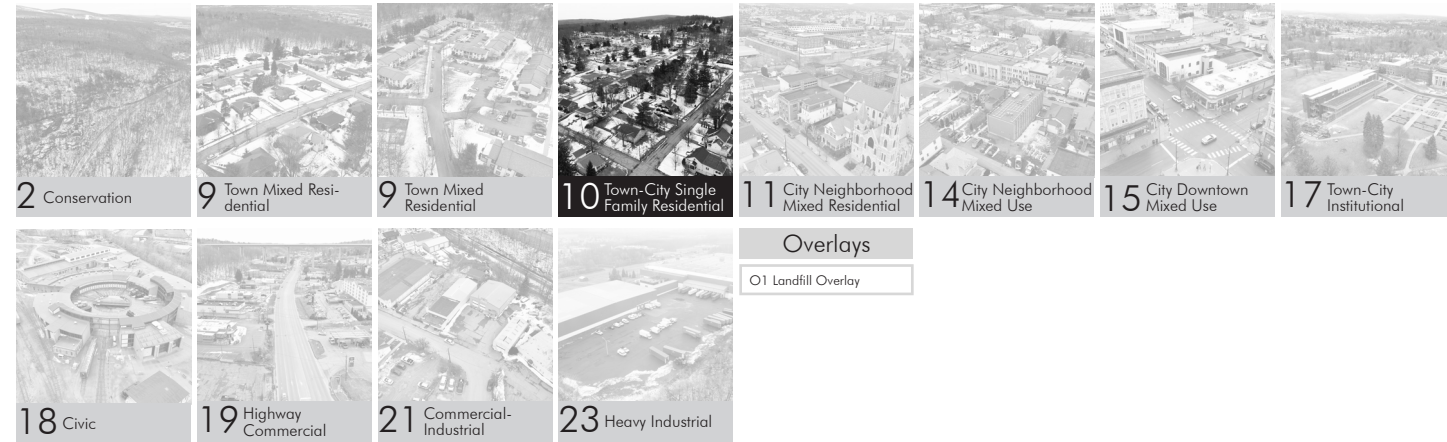 2 Conservation
9 Town Mixed Resi-
dential
9 Town Mixed
Residential
10 Town-City Single
Family Residential
11 City Neighborhood
Mixed Residential
14 City Neighborhood
Mixed Use
15 City Downtown
Mixed Use
17 Town-City
Institutional
18 Civic
19 Highway
Commercial
21 Commercial-
Industrial
23 Heavy Industrial
Overlays
O1 Landfill Overlay